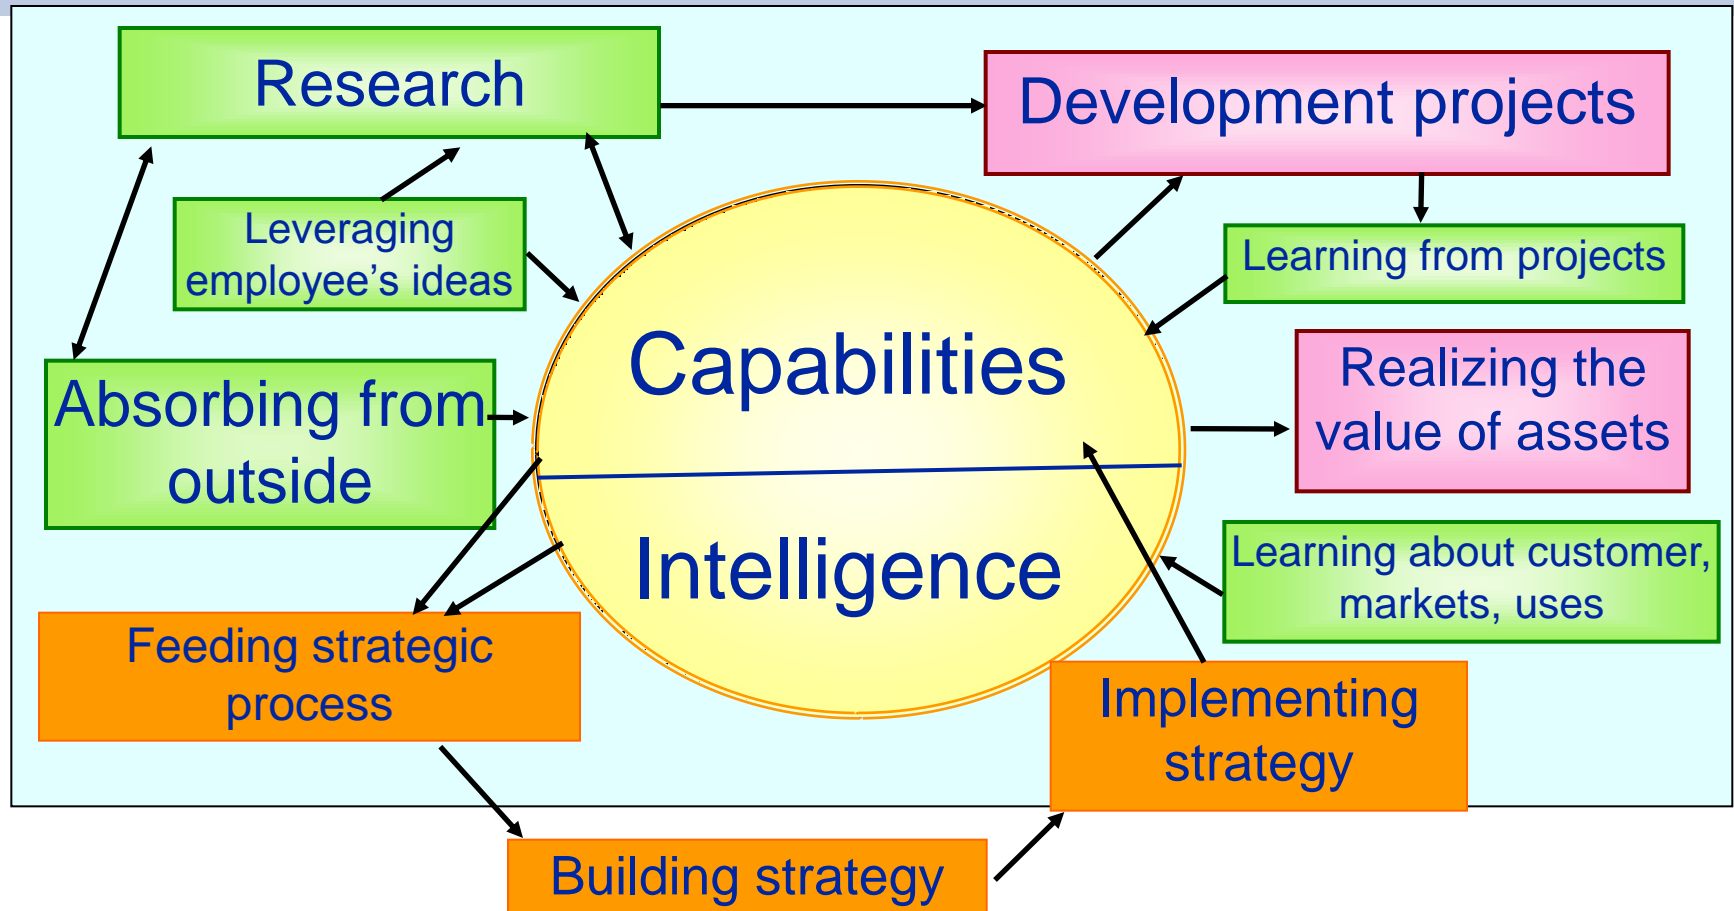 Research
Development projects
Leveraging
employee’s ideas
Learning from projects
Capabilities
Realizing the
value of assets
Absorbing from
outside
Intelligence
Learning about customer,
markets, uses
Feeding strategic
process
Implementing
strategy
Building strategy